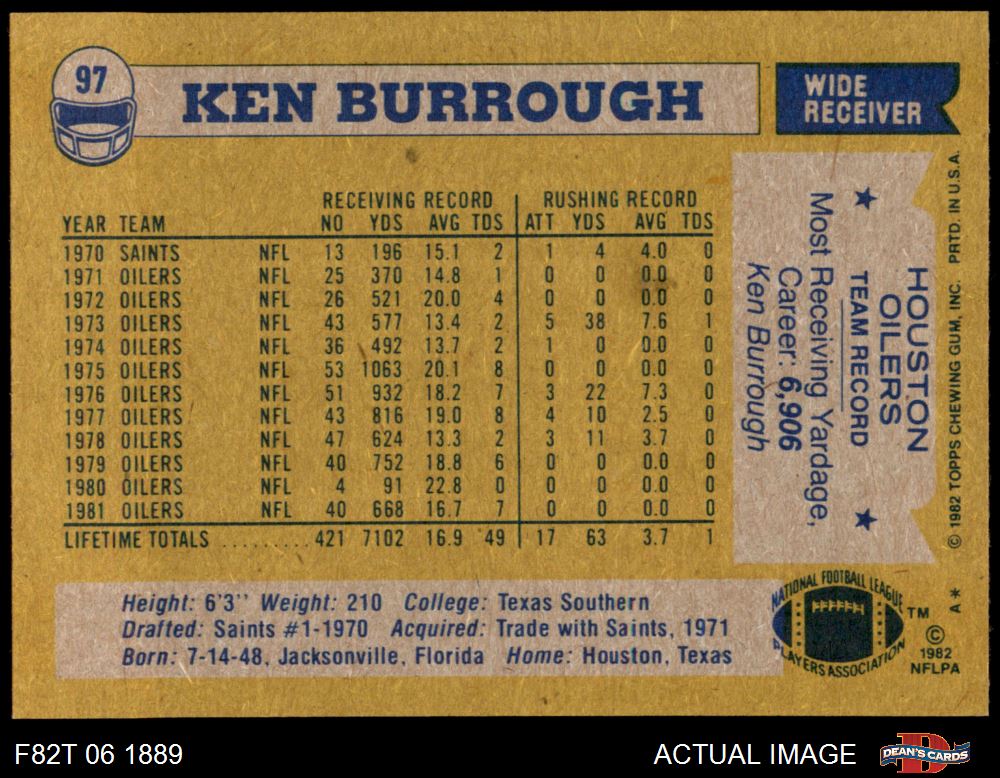 97
KEN BURROUGH
WIDE
RECEIVER
RECEIVING RECORD RUSHING RECORD
YEAR TEAM NO YDS AVG TDS ATT YDS AVG TDS
1970 SAINTS NFL 13 196 15.1 2 1 4 4.0 0
1971 OILERS NFL 25 370 14.8 1 0 0 0.0 0
1972 OILERS NFL 26 521 20.0 4 0 0 0.0 0
1973 OILERS NFL 43 577 13.4 2 5 38 7.6 1
1974 OILERS NFL 36 492 13.7 2 1 0 0.0 0
1975 OILERS NFL 53 1063 20.1 8 0 0 0.0 0
1976 OILERS NFL 51 932 18.2 7 3 22 7.3 0
1977 OILERS NFL 43 816 19.0 8 4 10 2.5 0
1978 OILERS NFL 47 624 13.3 2 3 11 3.7 0
1979 OILERS NFL 40 752 18.8 6 0 0 0.0 0
1980 OILERS NFL 4 91 22.8 0 0 0 0.0 0
1981 OILERS NFL 40 668 16.7 7 0 0 0.0 0
LIFETIME TOTALS ......... 421 7102 16.9 49 17 63 3.7 1
HOUSTON
OILERS
★ TEAM RECORD ★
Most Receiving Yardage,
Career: 6,906
Ken Burrough
© 1982 TOPPS CHEWING GUM, INC. PRTD. IN U.S.A.
Height: 6'3" Weight: 210 College: Texas Southern
Drafted: Saints #1-1970 Acquired: Trade with Saints, 1971
Born: 7-14-48, Jacksonville, Florida Home: Houston, Texas
NATIONAL FOOTBALL LEAGUE
PLAYERS ASSOCIATION
TM
A*
©
1982
NFLPA
F82T 06 1889
ACTUAL IMAGE
D
DEAN'S CARDS